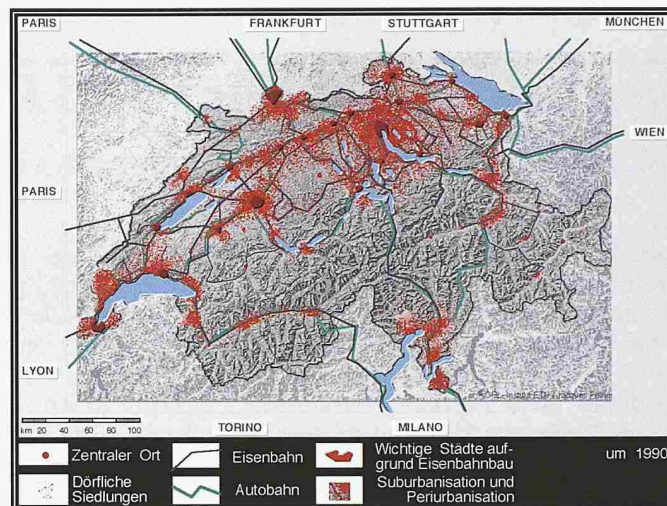 PARIS
FRANKFURT
STUTTGART
MÜNCHEN
WIEN
PARIS
LYON
km 20 40 60 80 100
TORINO
MILANO
Zentraler Ort
Eisenbahn
Wichtige Städte auf-
grund Eisenbahnbau
um 1990
Dörfliche
Siedlungen
Autobahn
Suburbanisation und
Periurbanisation